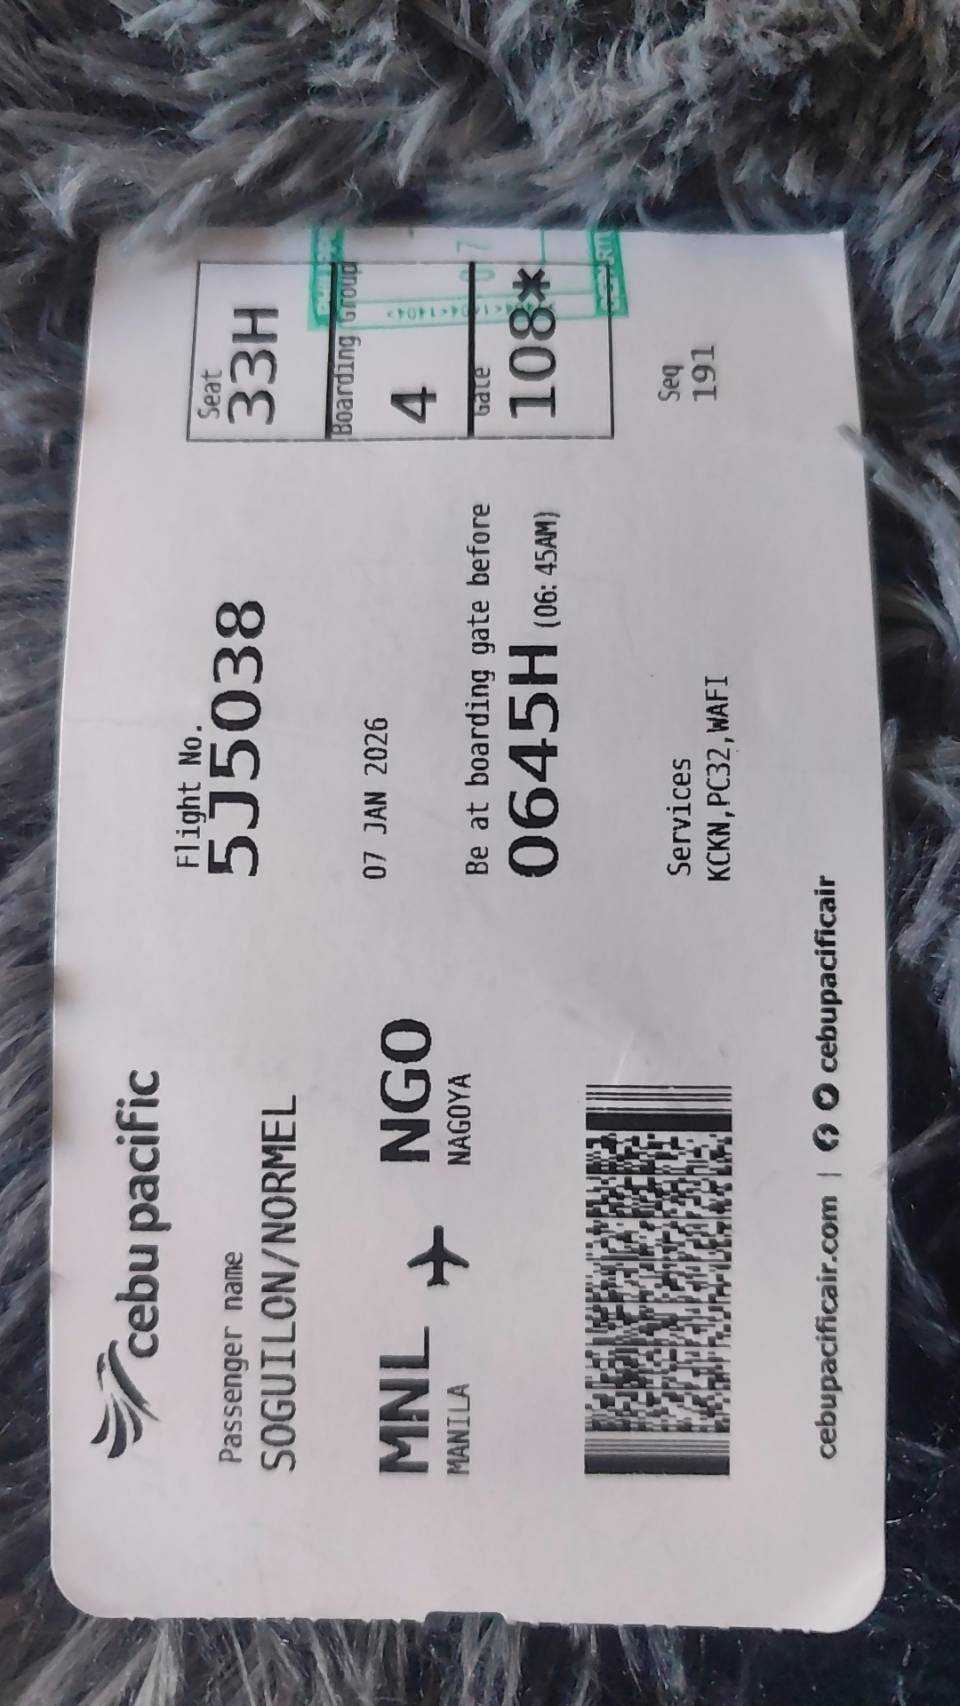 cebu pacific
Passenger name
SOGUILON/NORMEL
MNL ✈ NGO
MANILA NAGOYA
Flight No.
5J5038
07 JAN 2026
Be at boarding gate before
0645H (06:45AM)
Services
KCKN,PC32,WAFI
Seat
33H
Boarding Group
4
Gate
108*
Seq
191
cebupacificair.com | cebupacificair